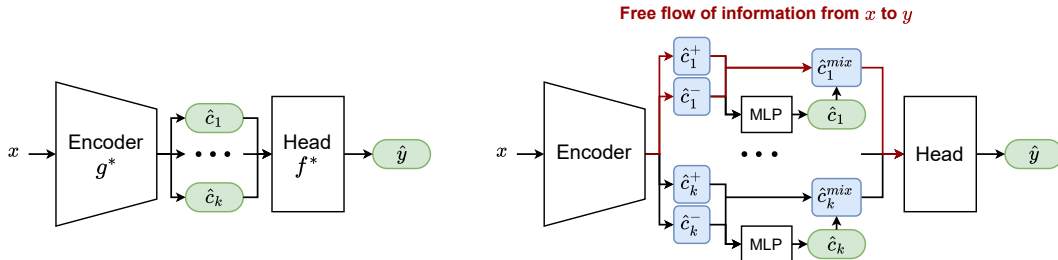 Free flow of information from x to y
x
Encoder
g*
ĉ₁
• • •
ĉₖ
Head
f*
ŷ
x
Encoder
ĉ₁⁺
ĉ₁⁻
MLP
ĉ₁
ĉ₁ᵐⁱˣ
• • •
ĉₖ⁺
ĉₖ⁻
MLP
ĉₖ
ĉₖᵐⁱˣ
Head
ŷ